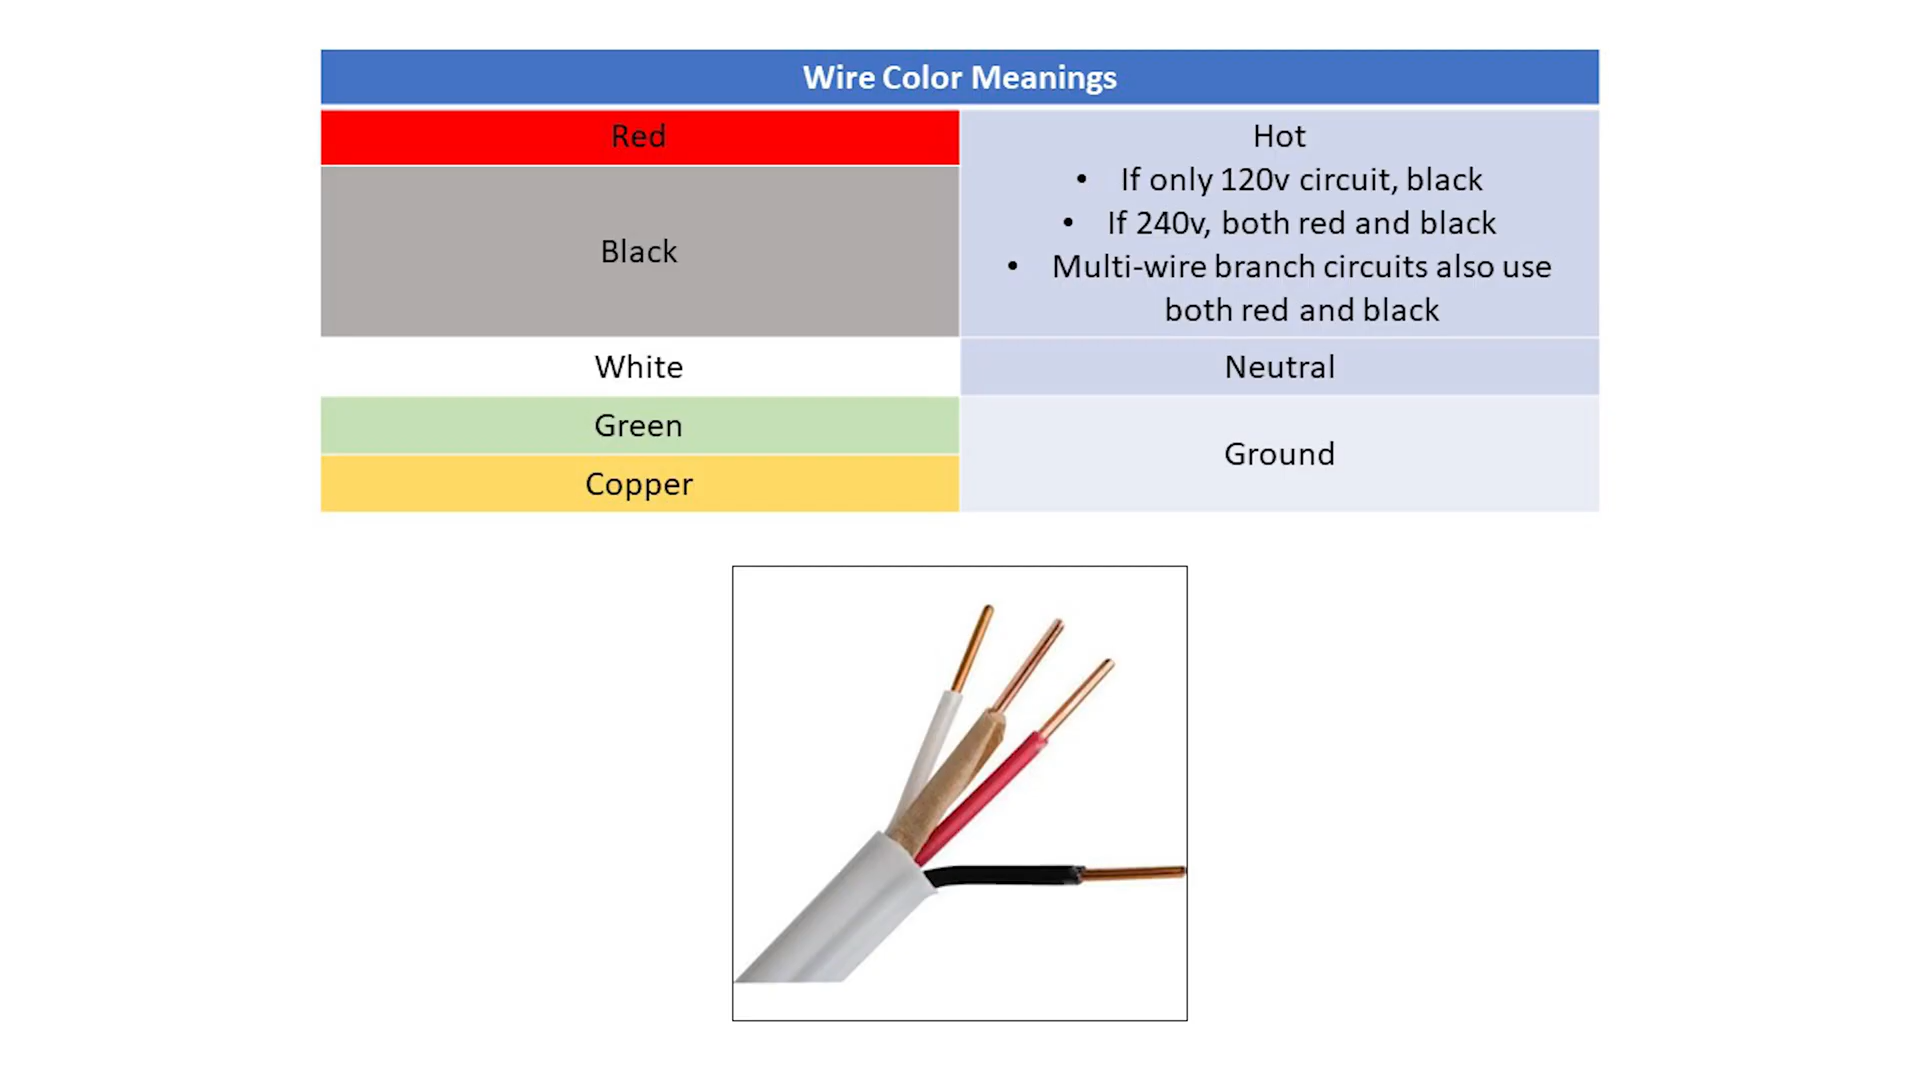 Wire Color Meanings
Red
Hot
• If only 120v circuit, black
• If 240v, both red and black
• Multi-wire branch circuits also use
both red and black
Black
White
Neutral
Green
Ground
Copper